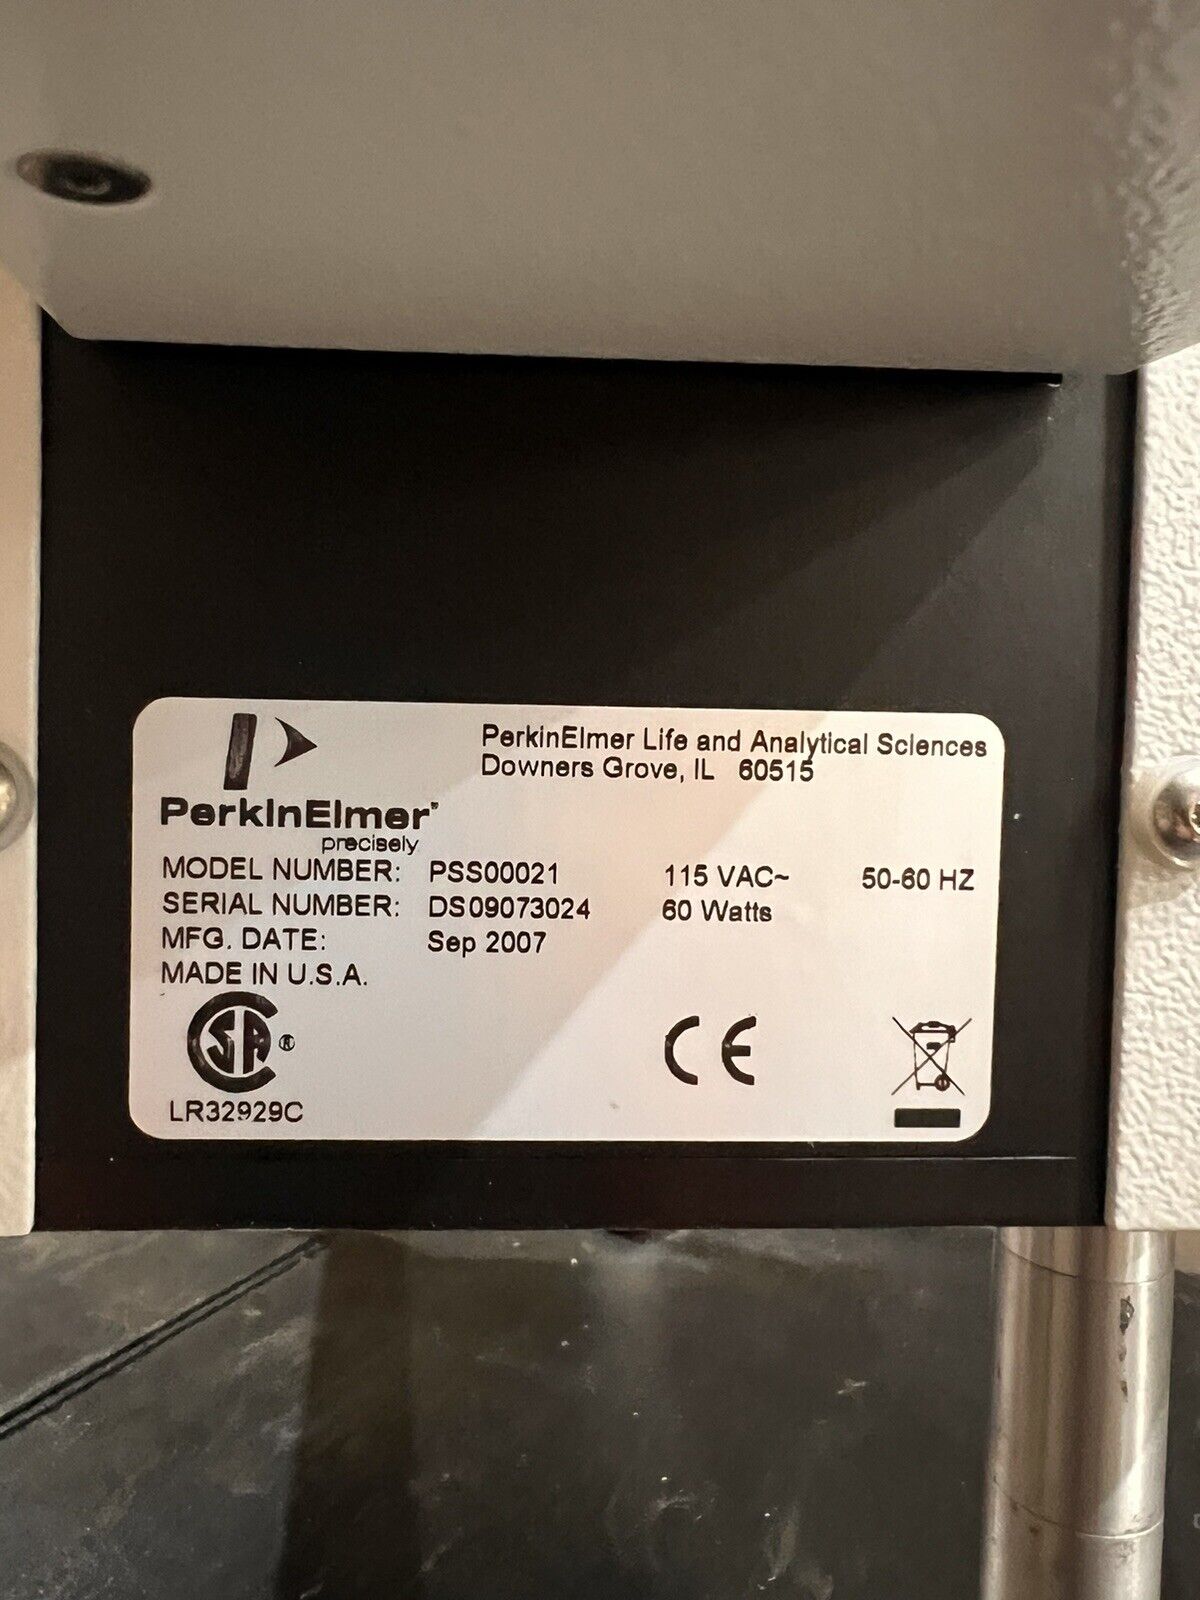 PerkinElmer Life and Analytical Sciences
Downers Grove, IL 60515
PerkinElmer
precisely
MODEL NUMBER: PSS00021 115 VAC~ 50-60 HZ
SERIAL NUMBER: DS09073024 60 Watts
MFG. DATE: Sep 2007
MADE IN U.S.A.
CSA ®
CE
LR32929C